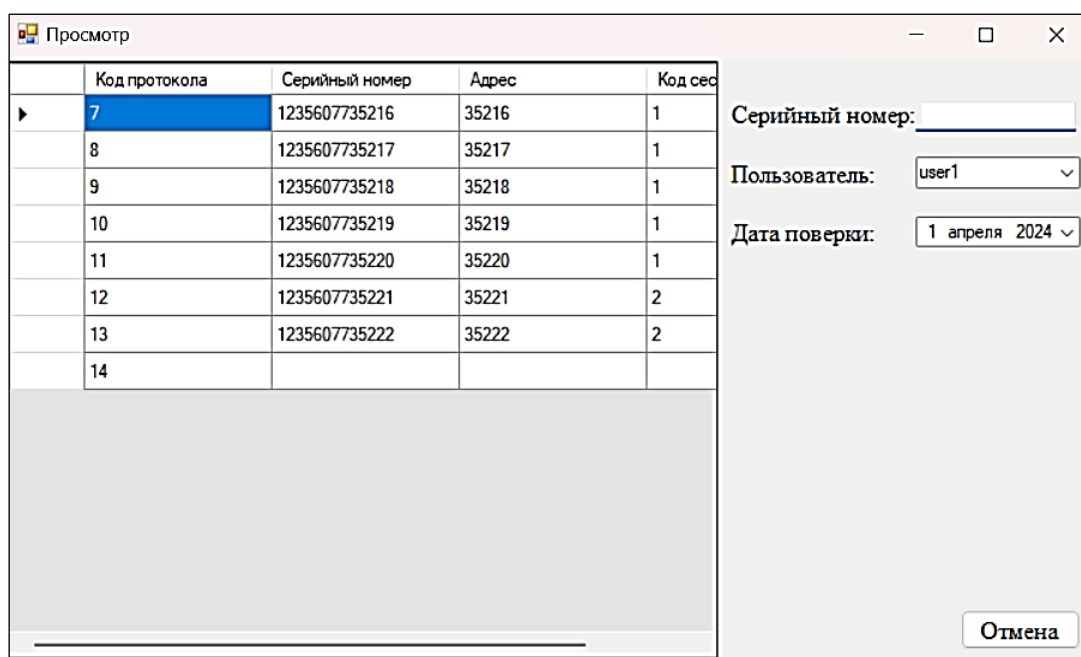 Просмотр
Код протокола Серийный номер Адрес Код сес
7 1235607735216 35216 1
8 1235607735217 35217 1
9 1235607735218 35218 1
10 1235607735219 35219 1
11 1235607735220 35220 1
12 1235607735221 35221 2
13 1235607735222 35222 2
14
Серийный номер:
Пользователь: user1
Дата поверки: 1 апреля 2024
Отмена